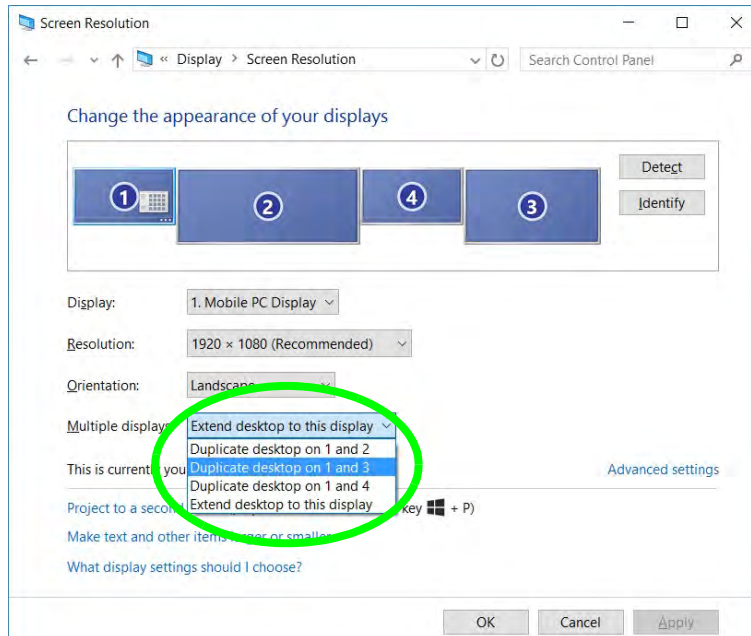 Screen Resolution
« Display > Screen Resolution
Search Control Panel
Change the appearance of your displays
1
2
4
3
Detect
Identify
Display: 1. Mobile PC Display
Resolution: 1920 × 1080 (Recommended)
Orientation: Landscape
Multiple display Extend desktop to this display
Duplicate desktop on 1 and 2
This is currently you Duplicate desktop on 1 and 3
Advanced settings
Duplicate desktop on 1 and 4
Project to a second Extend desktop to this display key + P)
Make text and other items larger or smaller
What display settings should I choose?
OK
Cancel
Apply